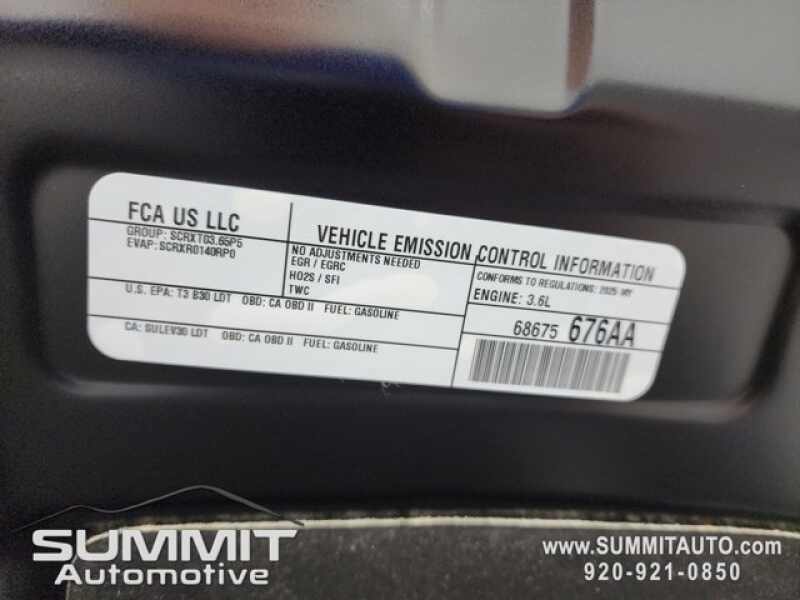 FCA US LLC
GROUP: SCRXT03.65P5
EVAP: SCRXR0140RP0
VEHICLE EMISSION CONTROL INFORMATION
NO ADJUSTMENTS NEEDED
EGR / EGRC
HO2S / SFI
TWC
CONFORMS TO REGULATIONS: 2025 MY
ENGINE: 3.6L
U.S. EPA: T3 B30 LDT OBD: CA OBD II FUEL: GASOLINE
CA: SULEV30 LDT OBD: CA OBD II FUEL: GASOLINE
68675 676AA
SUMMIT
Automotive
www.SUMMITAUTO.com
920-921-0850